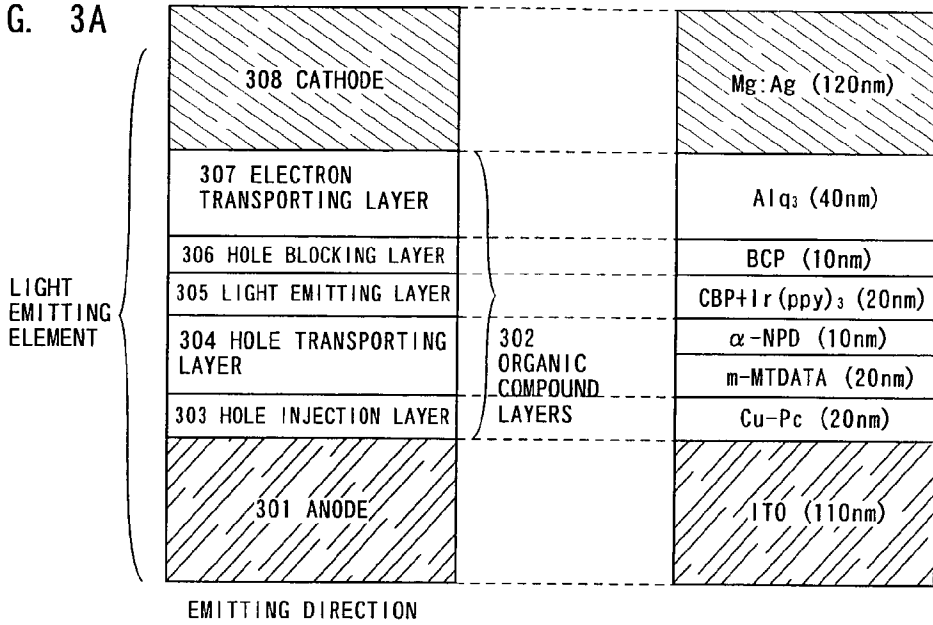 G. 3A
308 CATHODE
307 ELECTRON
TRANSPORTING LAYER
306 HOLE BLOCKING LAYER
305 LIGHT EMITTING LAYER
304 HOLE TRANSPORTING
LAYER
303 HOLE INJECTION LAYER
301 ANODE
LIGHT
EMITTING
ELEMENT
302
ORGANIC
COMPOUND
LAYERS
Mg:Ag (120nm)
Alq₃ (40nm)
BCP (10nm)
CBP+Ir(ppy)₃ (20nm)
α-NPD (10nm)
m-MTDATA (20nm)
Cu-Pc (20nm)
ITO (110nm)
EMITTING DIRECTION